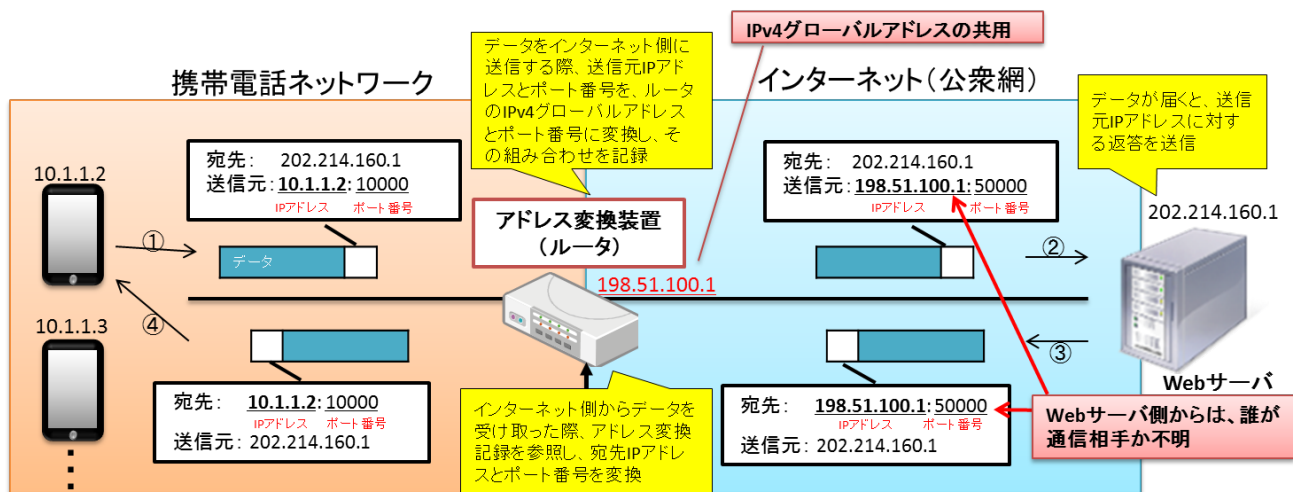 IPv4グローバルアドレスの共用
データをインターネット側に
送信する際、送信元IPアド
レスとポート番号を、ルータ
のIPv4グローバルアドレス
とポート番号に変換し、そ
の組み合わせを記録
携帯電話ネットワーク
インターネット(公衆網)
データが届くと、送信
元IPアドレスに対す
る返答を送信
10.1.1.2
宛先: 202.214.160.1
送信元:10.1.1.2:10000
IPアドレス ポート番号
宛先: 202.214.160.1
送信元:198.51.100.1:50000
IPアドレス ポート番号
202.214.160.1
アドレス変換装置
(ルータ)
①
データ
②
198.51.100.1
10.1.1.3
④
③
宛先: 10.1.1.2:10000
IPアドレス ポート番号
送信元:202.214.160.1
インターネット側からデータを
受け取った際、アドレス変換
記録を参照し、宛先IPアドレ
スとポート番号を変換
宛先: 198.51.100.1:50000
IPアドレス ポート番号
送信元:202.214.160.1
Webサーバ
Webサーバ側からは、誰が
通信相手か不明